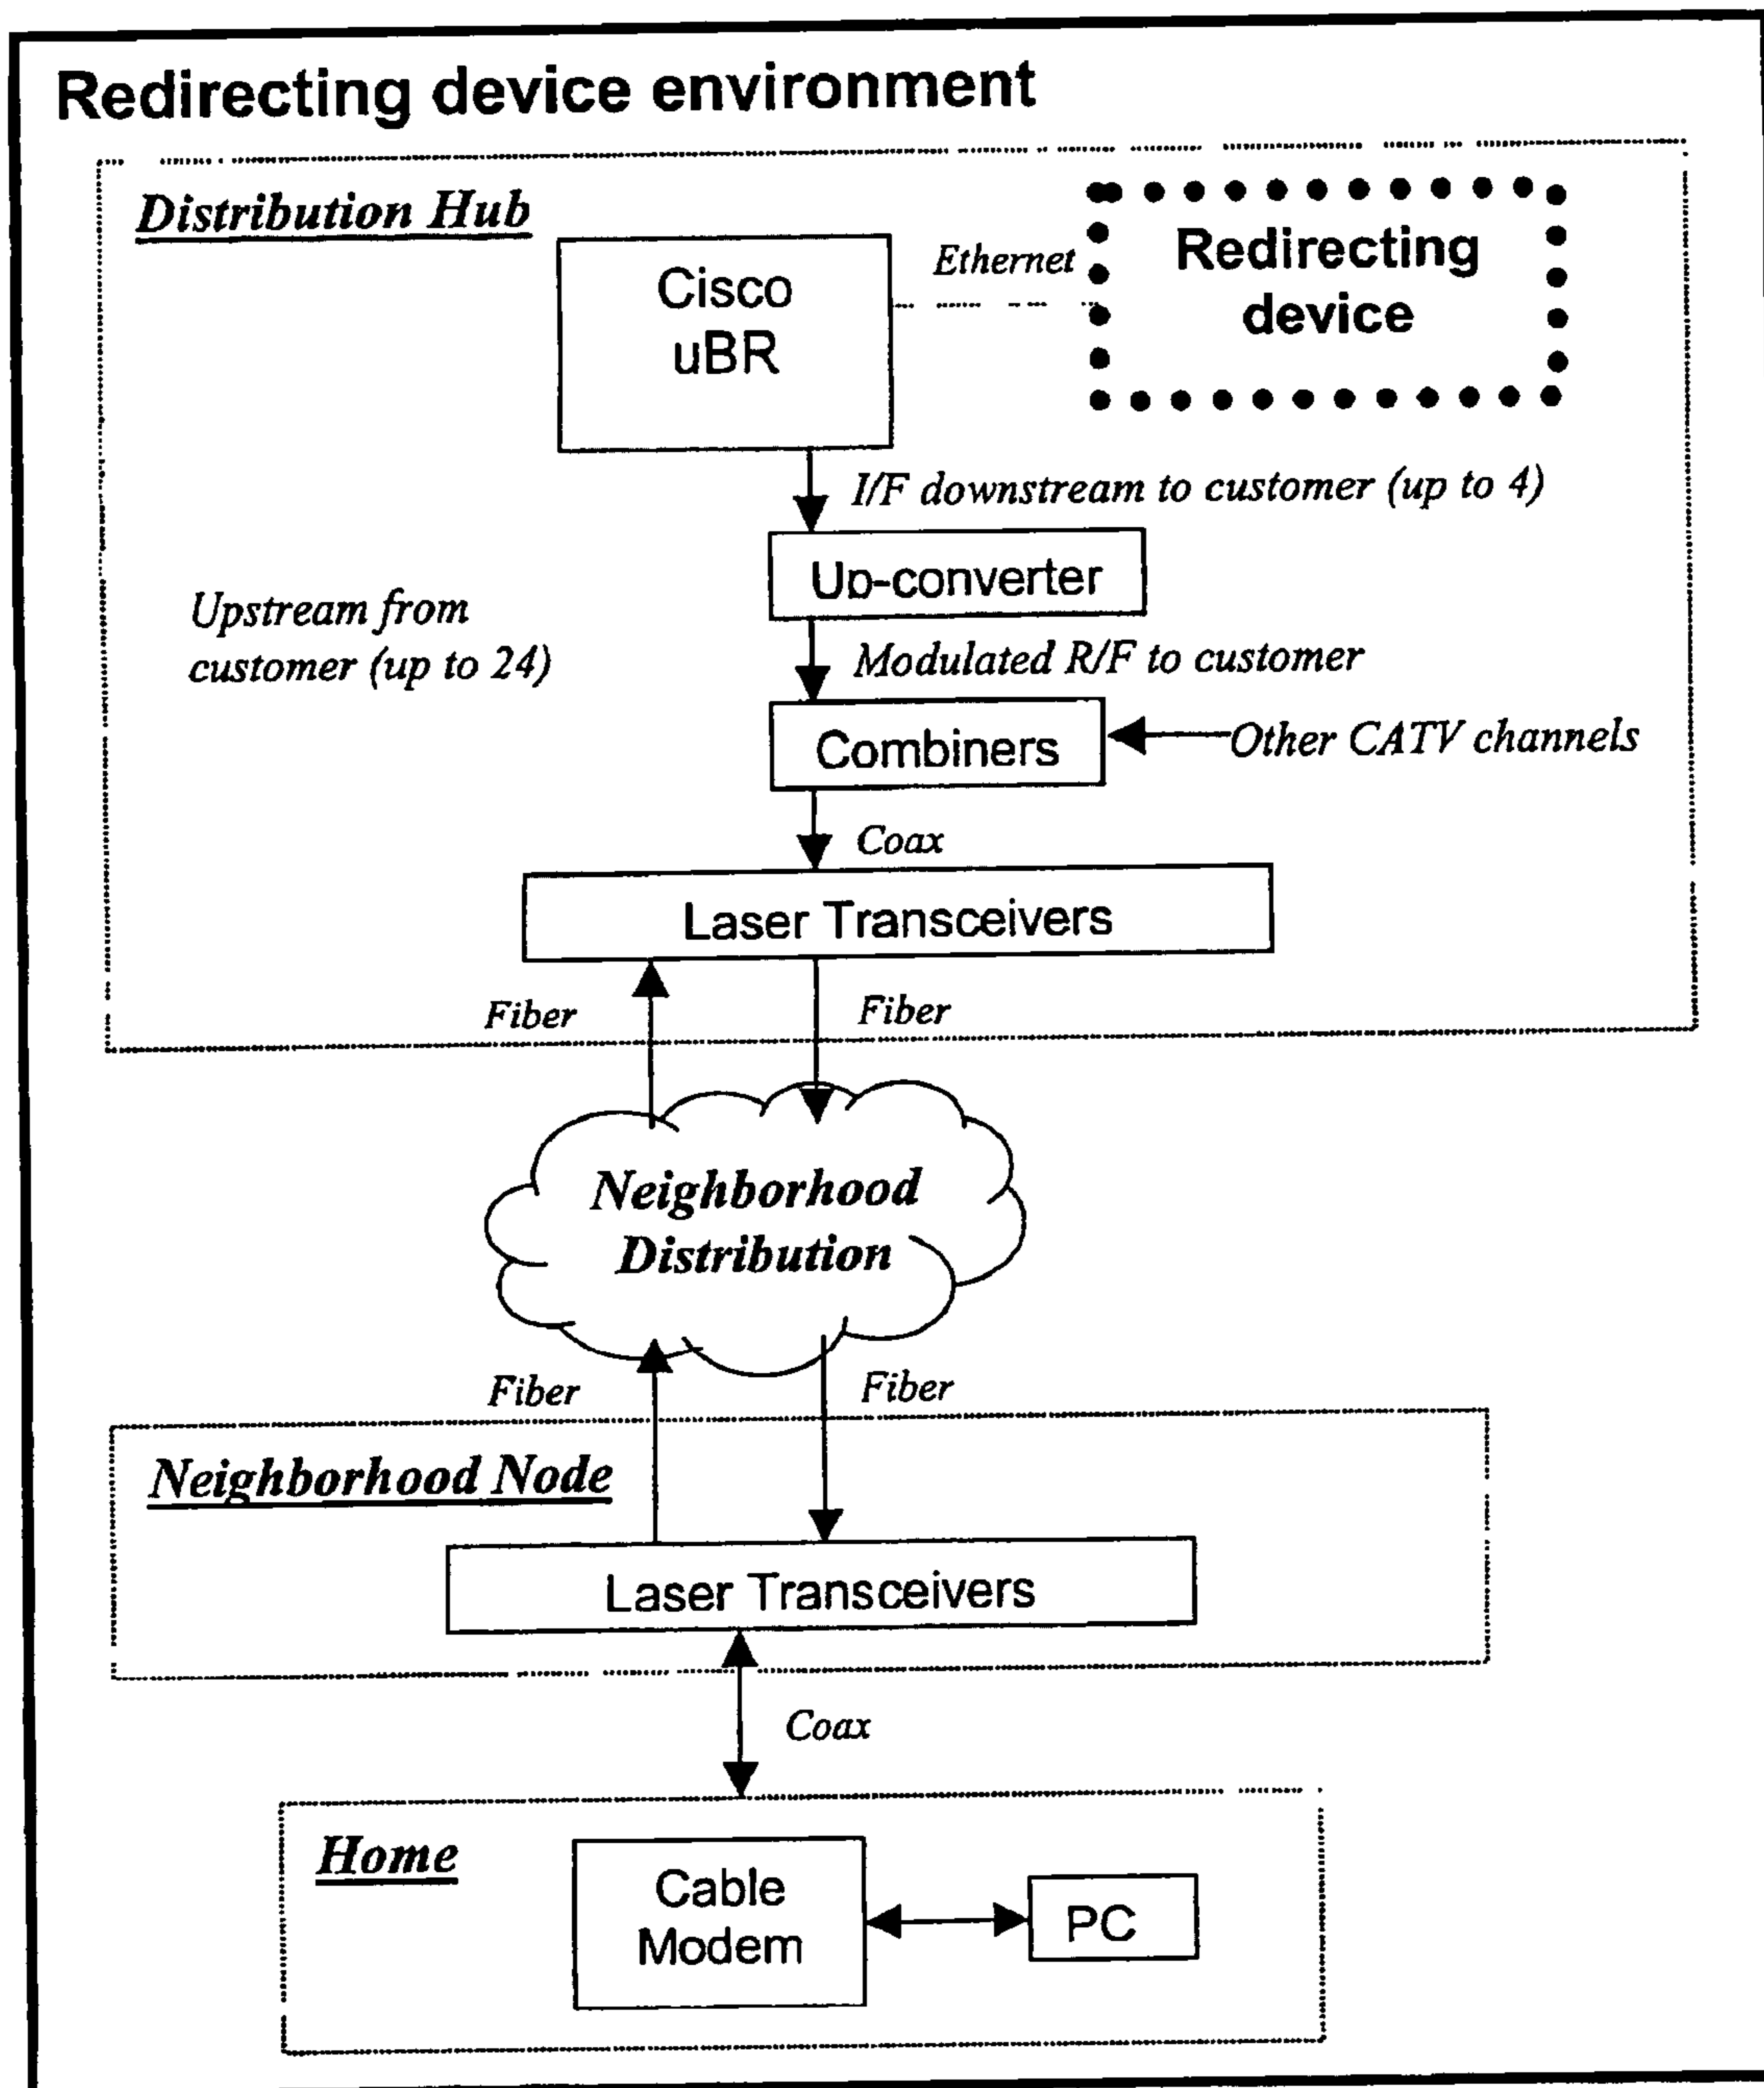 Redirecting device environment
Distribution Hub
Cisco
uBR
Ethernet
Redirecting
device
I/F downstream to customer (up to 4)
Up-converter
Upstream from
customer (up to 24)
Modulated R/F to customer
Combiners
Other CATV channels
Coax
Laser Transceivers
Fiber
Fiber
Neighborhood
Distribution
Fiber
Fiber
Neighborhood Node
Laser Transceivers
Coax
Home
Cable
Modem
PC